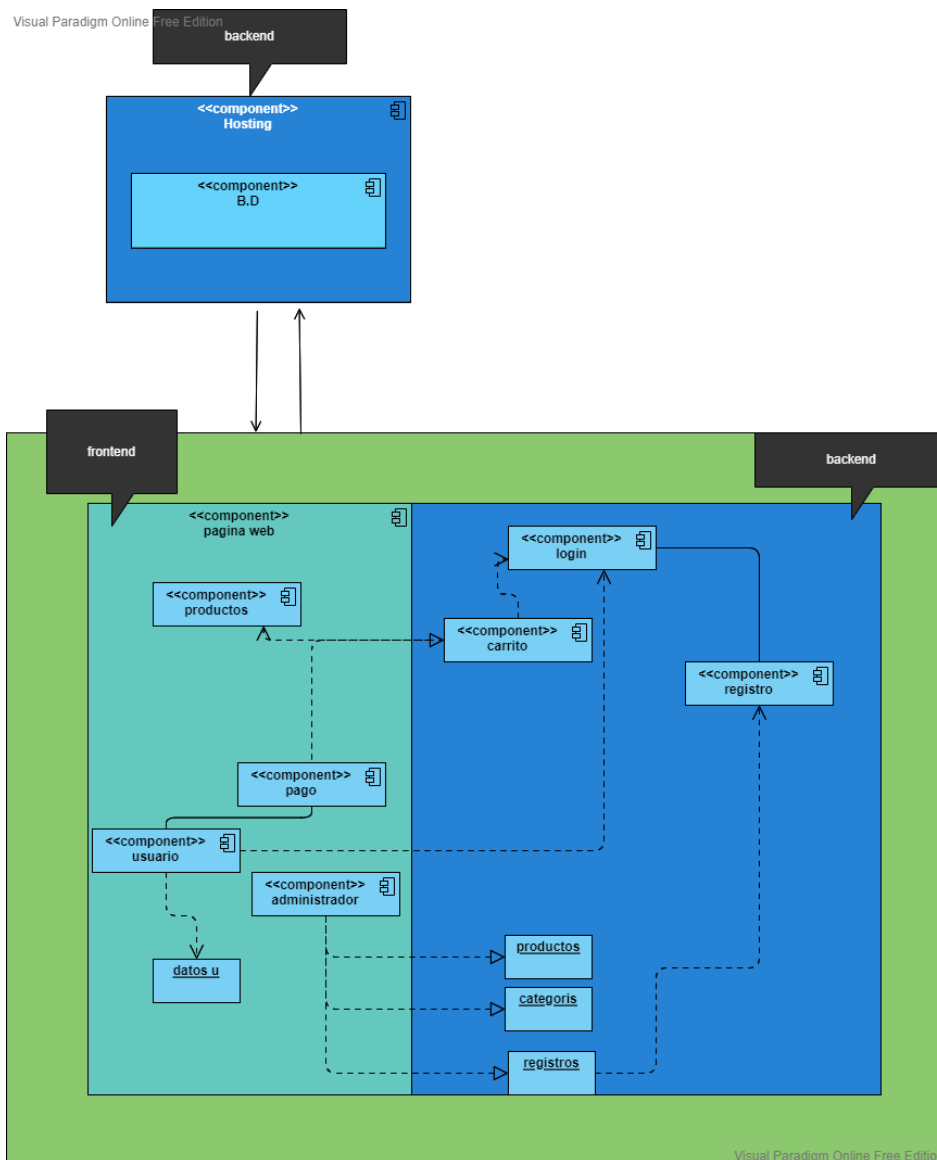 Visual Paradigm Online Free Edition
backend
<<component>>
Hosting
<<component>>
B.D
frontend
backend
<<component>>
pagina web
<<component>>
login
<<component>>
productos
<<component>>
carrito
<<component>>
registro
<<component>>
pago
<<component>>
usuario
<<component>>
administrador
productos
datos u
categoris
registros
Visual Paradigm Online Free Editio